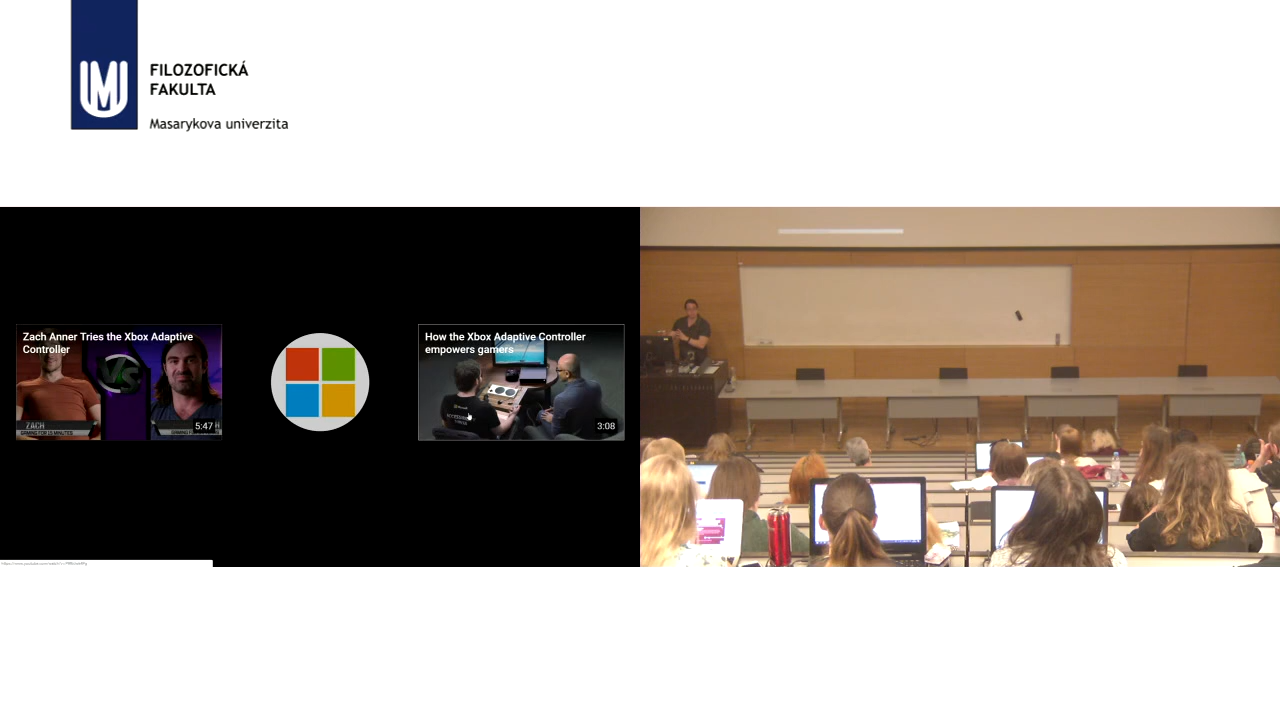 FILOZOFICKÁ
FAKULTA
Masarykova univerzita
Zach Anner Tries the Xbox Adaptive
Controller
ZACH
5:47
How the Xbox Adaptive Controller
empowers gamers
3:08